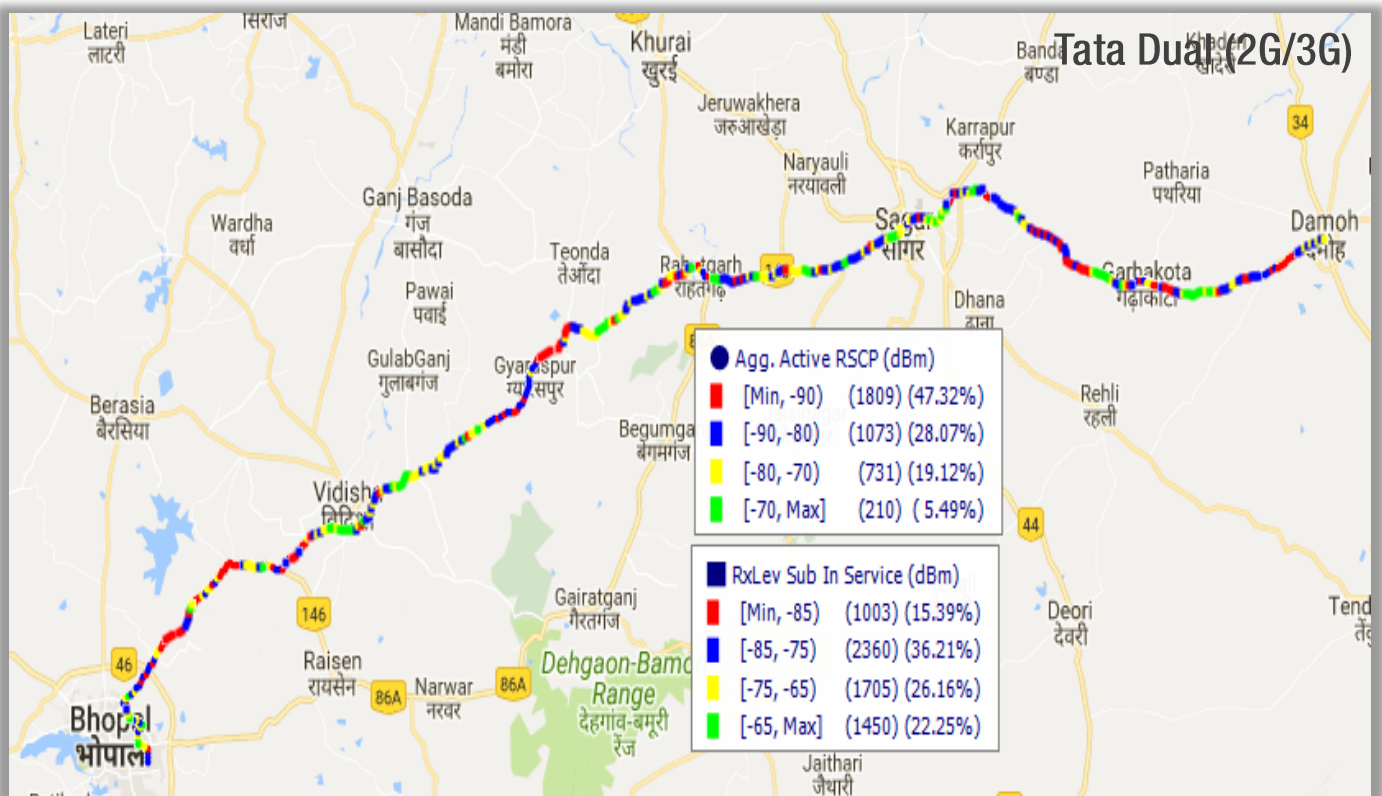 सिरोंज
Mandi Bamora
मंडी
बमोरा
Lateri
लाटरी
Khurai
खुरई
Banda
बण्डा
Tata Dual (2G/3G)
Khaderi
Jeruwakhera
जरुआखेड़ा
34
Karrapur
कर्रापुर
Naryauli
नरयावली
Patharia
पथरिया
Ganj Basoda
गंज
बासौदा
Wardha
वर्धा
Sagar
सागर
Damoh
दमोह
Teonda
तेओंदा
Rahatgarh
राहतगढ़
Garhakota
गढ़ाकोटा
Pawai
पवाई
Dhana
ढाना
GulabGanj
गुलाबगंज
Gyaraspur
ग्यारसपुर
Agg. Active RSCP (dBm)
[Min, -90) (1809) (47.32%)
[-90, -80) (1073) (28.07%)
[-80, -70) (731) (19.12%)
[-70, Max] (210) ( 5.49%)
Rehli
रहली
Berasia
बैरसिया
Begumga
बेगमगंज
Vidisha
विदिशा
44
RxLev Sub In Service (dBm)
[Min, -85) (1003) (15.39%)
[-85, -75) (2360) (36.21%)
[-75, -65) (1705) (26.16%)
[-65, Max] (1450) (22.25%)
Gairatganj
गैरतगंज
146
Deori
देवरी
Tend
46
Raisen
रायसेन
86A
Narwar
नरवर
86A
Dehgaon-Bamo
Range
देहगांव-बमूरी
रेंज
Bhopal
भोपाल
Jaithari
जैथारी